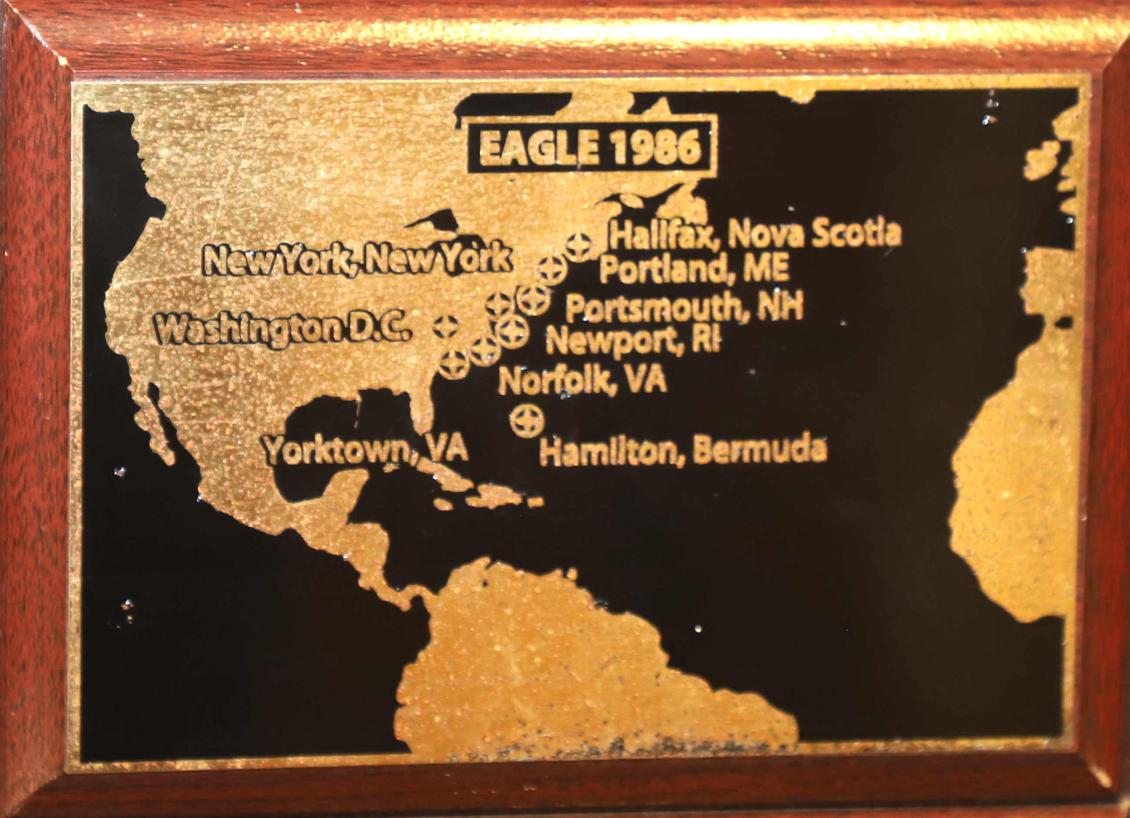 EAGLE 1986
Halifax, Nova Scotia
New York, New York
Portland, ME
Portsmouth, NH
Washington D.C.
Newport, RI
Norfolk, VA
Yorktown, VA
Hamilton, Bermuda